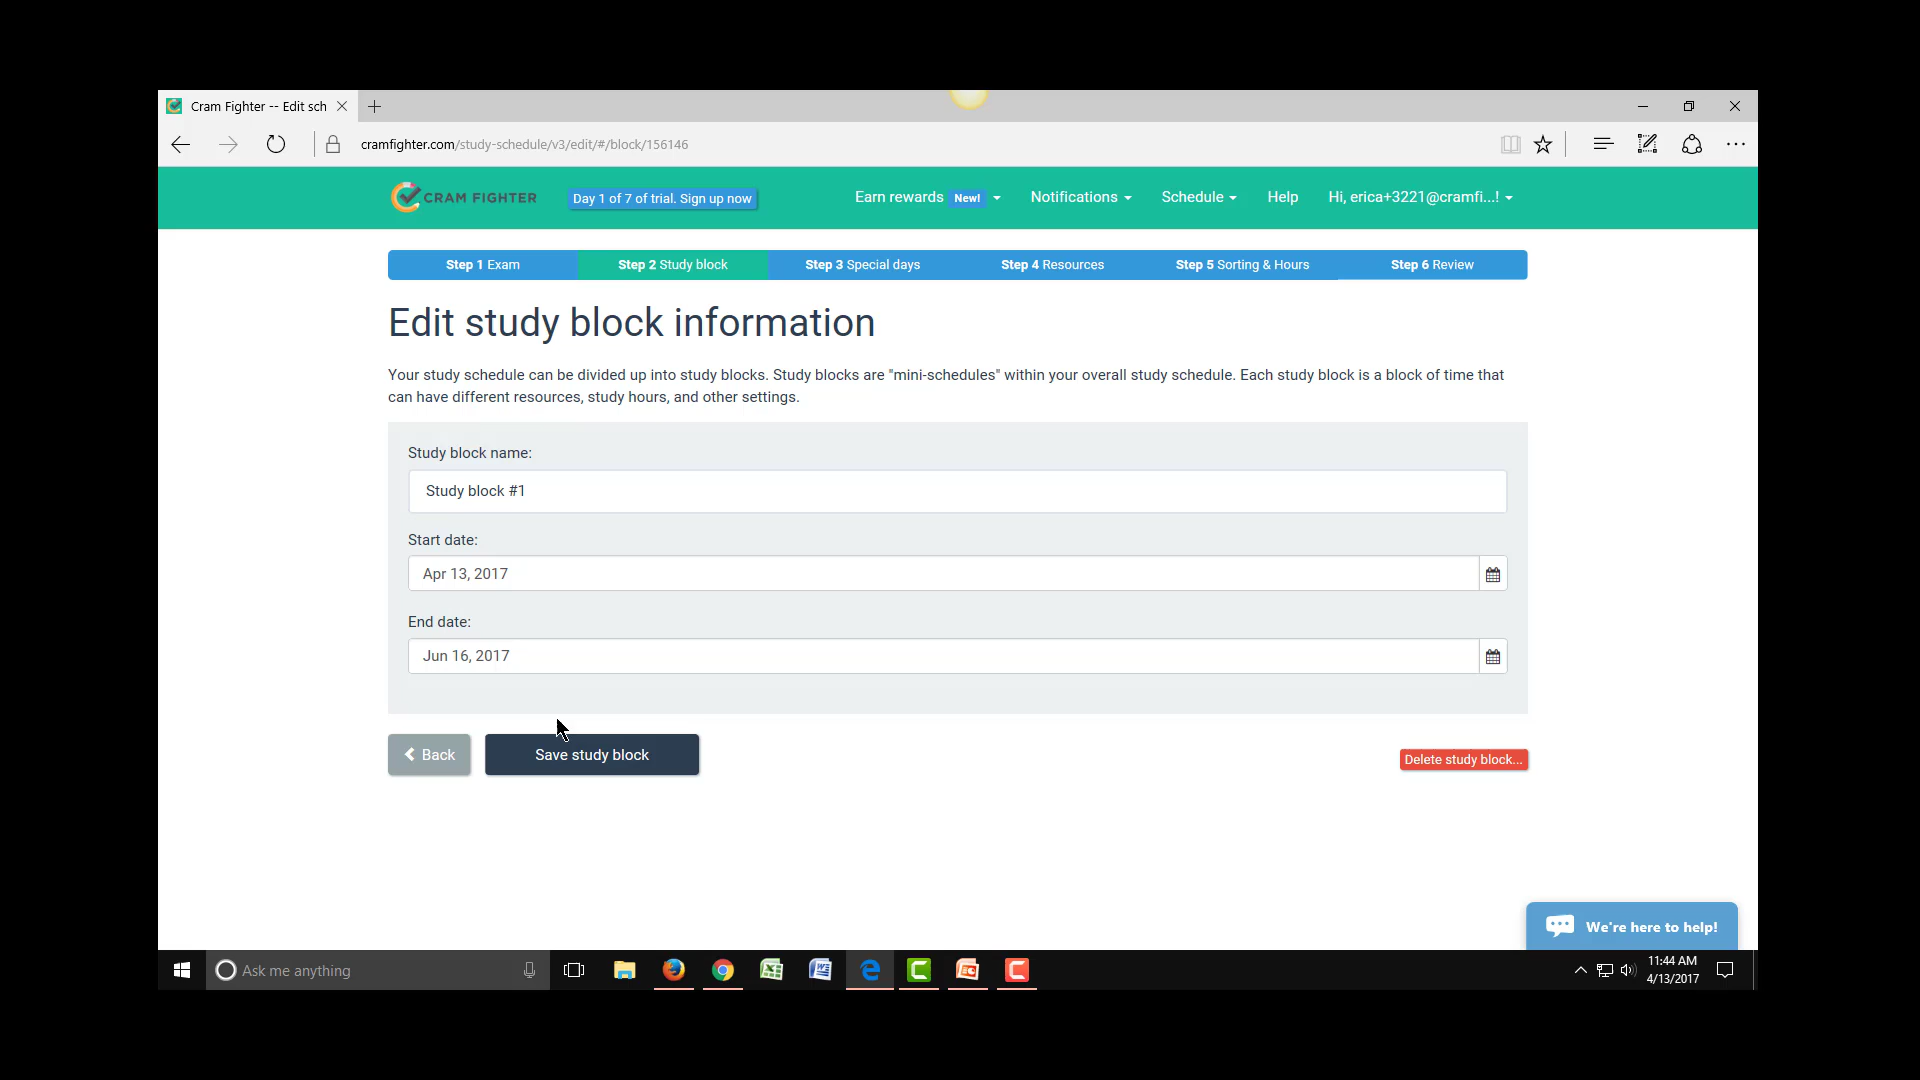 Cram Fighter -- Edit sch
cramfighter.com/study-schedule/v3/edit/#/block/156146
CRAM FIGHTER
Day 1 of 7 of trial. Sign up now
Earn rewards New!
Notifications
Schedule
Help
Hi, erica+3221@cramfi...!
Step 1 Exam
Step 2 Study block
Step 3 Special days
Step 4 Resources
Step 5 Sorting & Hours
Step 6 Review
Edit study block information
Your study schedule can be divided up into study blocks. Study blocks are "mini-schedules" within your overall study schedule. Each study block is a block of time that
can have different resources, study hours, and other settings.
Study block name:
Study block #1
Start date:
Apr 13, 2017
End date:
Jun 16, 2017
Back
Save study block
Delete study block...
We're here to help!
Ask me anything
11:44 AM
4/13/2017